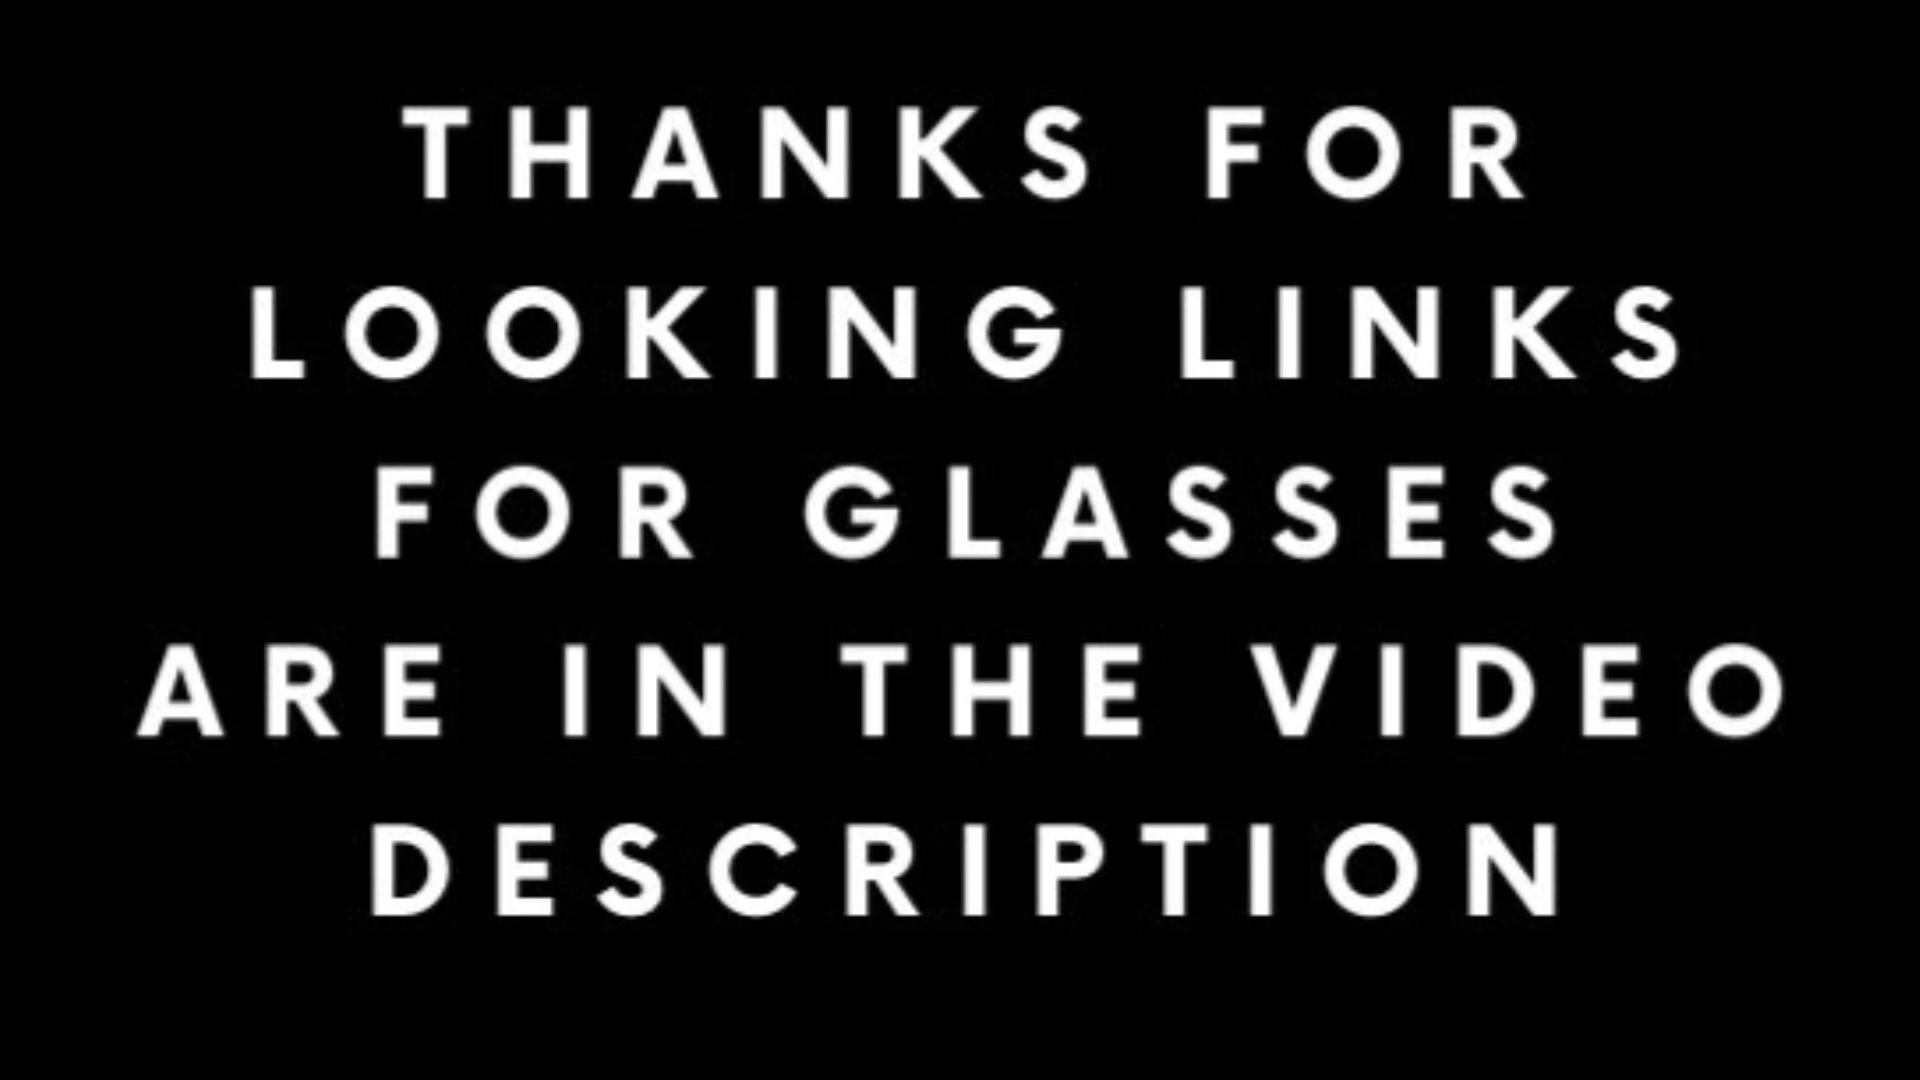 THANKS FOR
LOOKING LINKS
FOR GLASSES
ARE IN THE VIDEO
DESCRIPTION